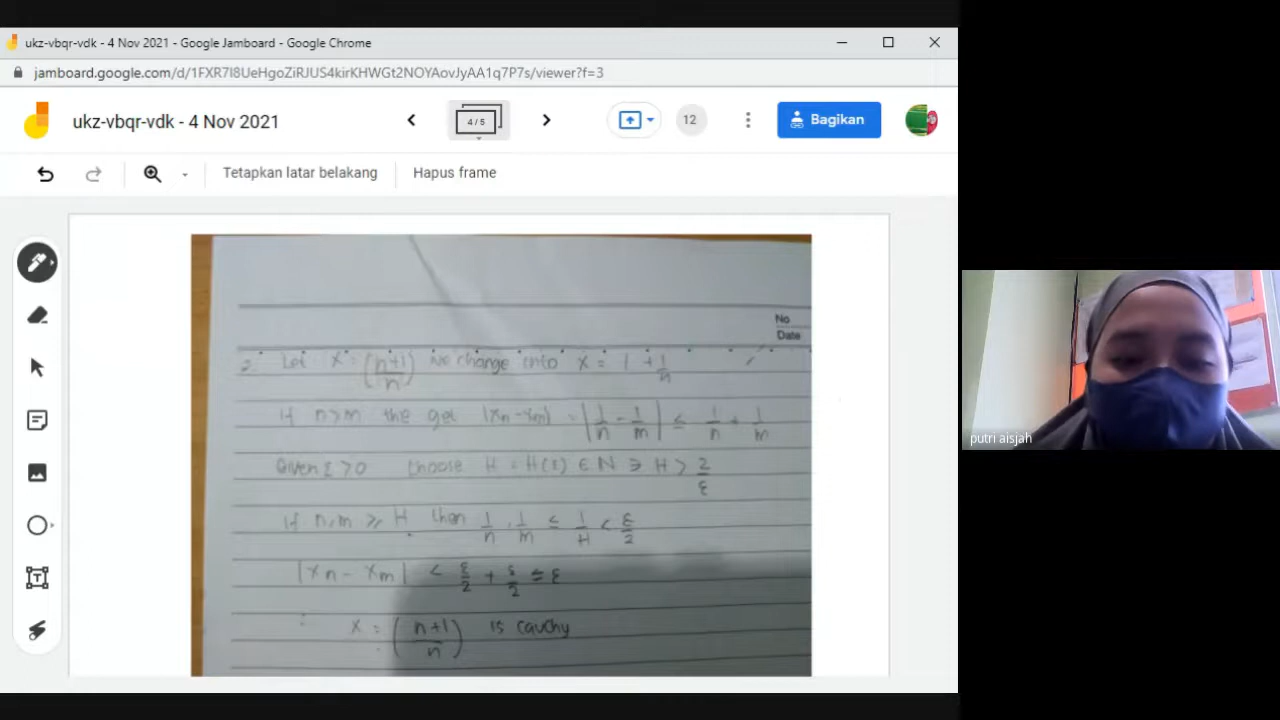 ukz-vbqr-vdk - 4 Nov 2021 - Google Jamboard - Google Chrome
jamboard.google.com/d/1FXR7I8UeHgoZiRJUS4kirKHWGt2NOYAovJyAA1q7P7s/viewer?f=3
ukz-vbqr-vdk - 4 Nov 2021
4 / 5
12
Bagikan
Tetapkan latar belakang
Hapus frame
No
Date
2. Let X = (n+1/n) we change into x = 1 + 1/n
If n>m the get |xn - xm| = |1/n - 1/m| ≤ 1/n + 1/m
Given ε > 0 choose H = H(ε) ∈ N ∋ H > 2/ε
If n,m ≥ H then 1/n , 1/m ≤ 1/H < ε/2
|xn - xm| < ε/2 + ε/2 ≤ ε
∴ X = (n+1/n) is cauchy
putri aisjah